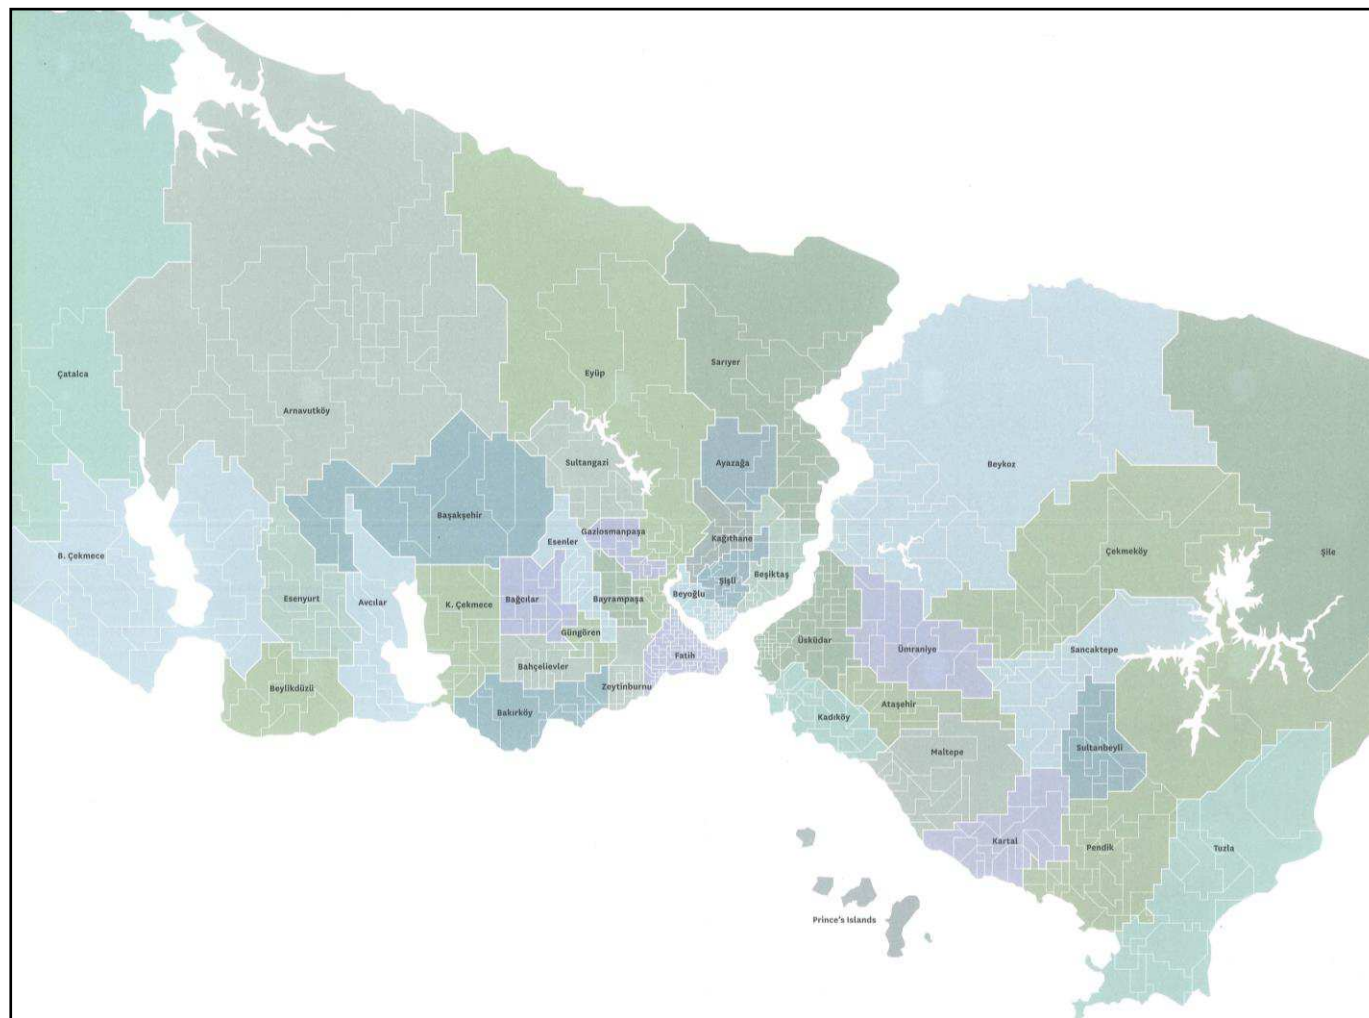 Çatalca
Arnavutköy
Eyüp
Sarıyer
Beykoz
Sultangazi
Ayazağa
Başakşehir
Gaziosmanpaşa
Esenler
Kağıthane
Çekmeköy
Şile
B. Çekmece
Esenyurt
Avcılar
K. Çekmece
Bağcılar
Bayrampaşa
Beyoğlu
Şişli
Beşiktaş
Güngören
Fatih
Üsküdar
Ümraniye
Sancaktepe
Bahçelievler
Zeytinburnu
Beylikdüzü
Bakırköy
Kadıköy
Ataşehir
Maltepe
Sultanbeyli
Kartal
Pendik
Tuzla
Prince's Islands